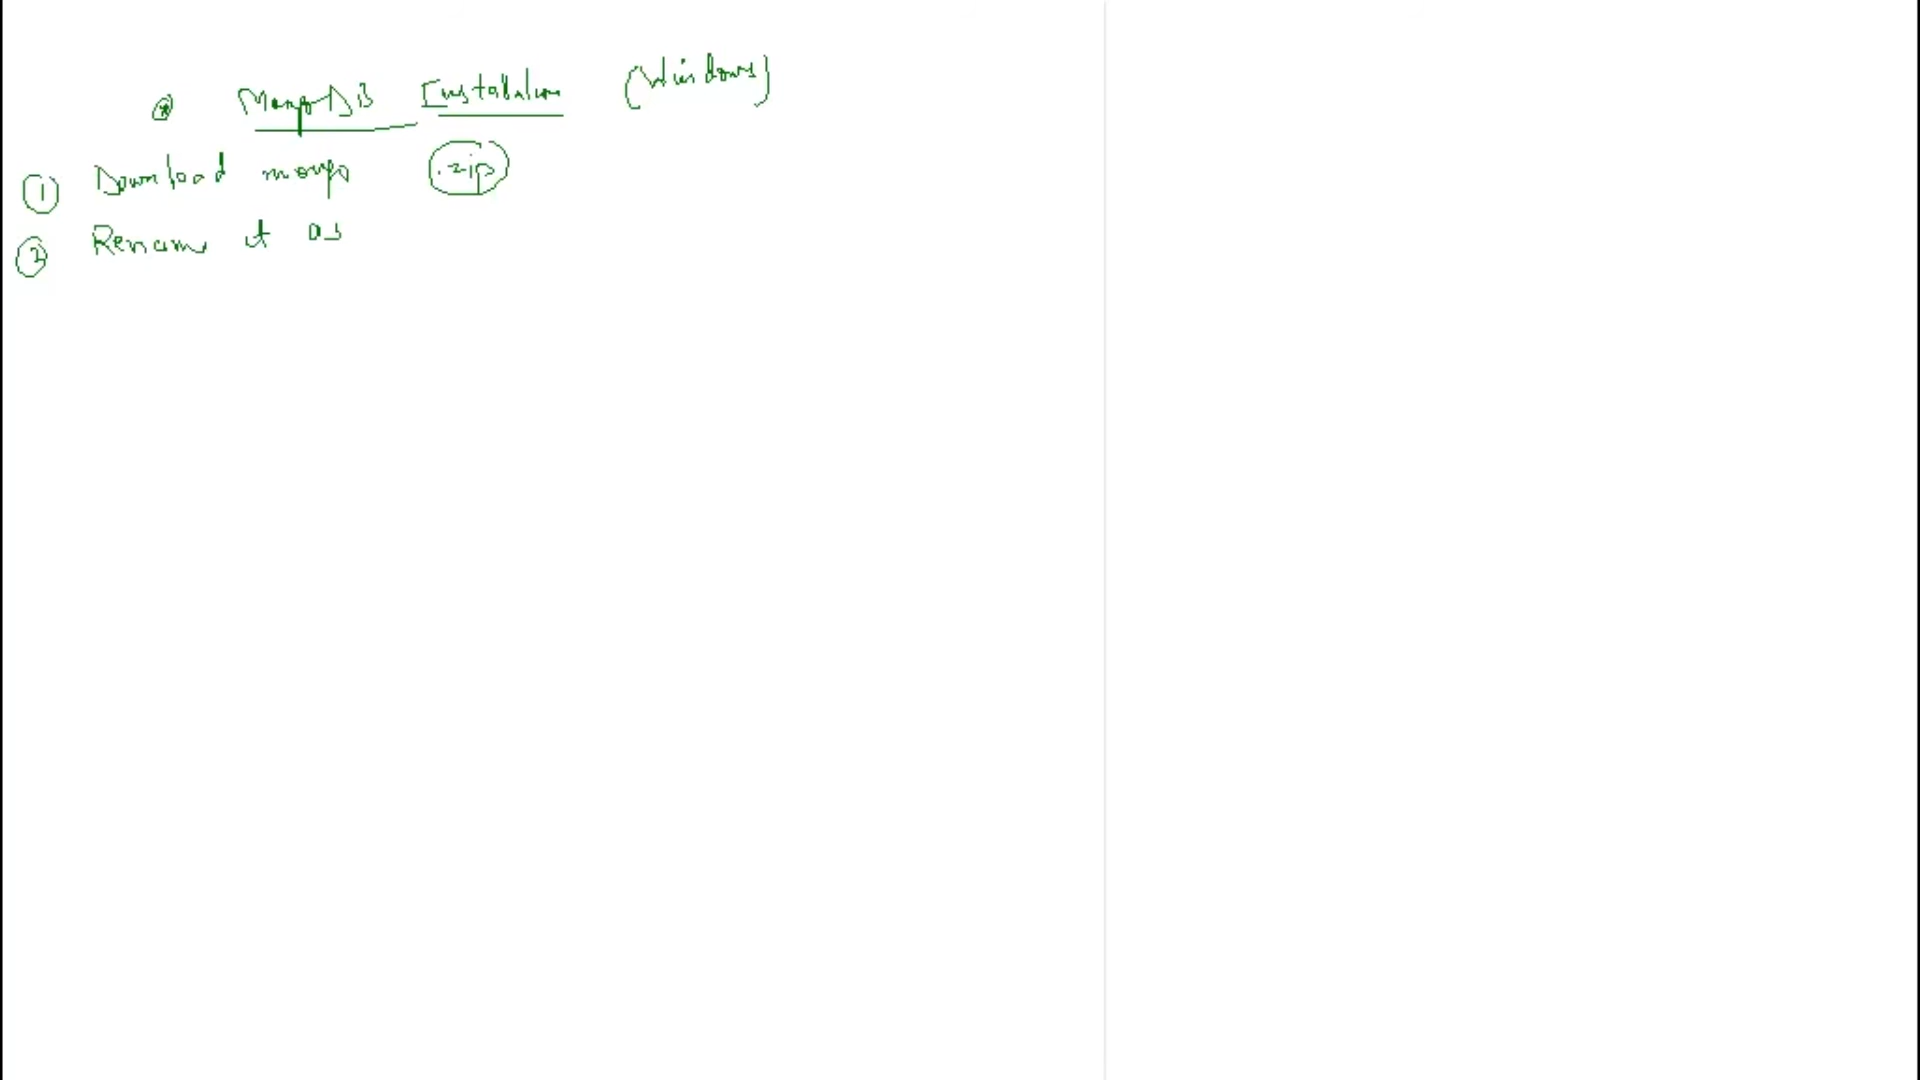 * MongoDB Installation (Windows)
① Download mongo .zip
② Rename it as